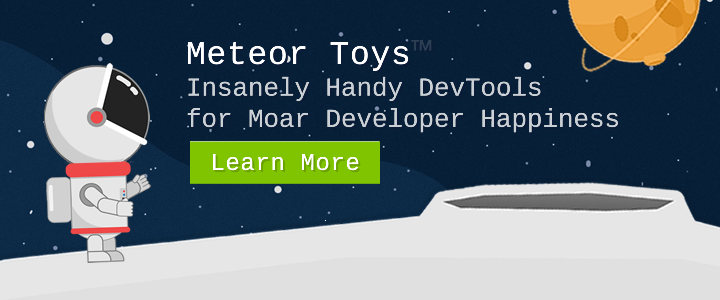 Meteor Toys™
Insanely Handy DevTools
for Moar Developer Happiness
Learn More